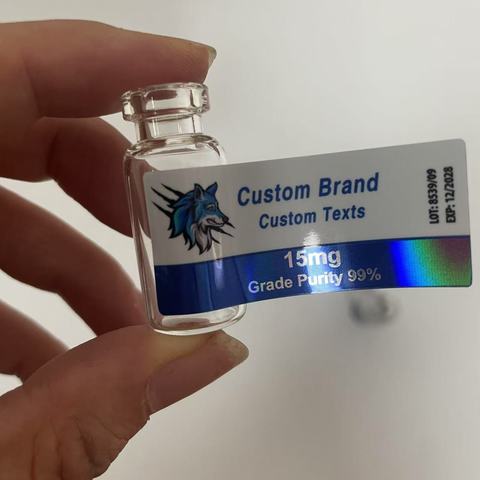 Custom Brand
Custom Texts
15mg
Grade Purity 99%
LOT: 8539/09
EXP: 12/2028